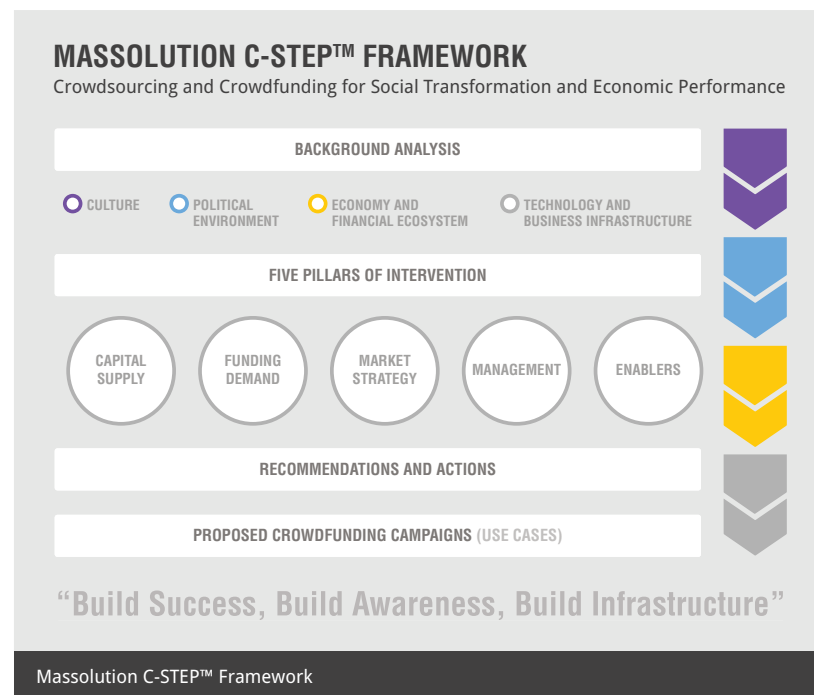 MASSOLUTION C-STEP™ FRAMEWORK
Crowdsourcing and Crowdfunding for Social Transformation and Economic Performance
BACKGROUND ANALYSIS
CULTURE
POLITICAL
ENVIRONMENT
ECONOMY AND
FINANCIAL ECOSYSTEM
TECHNOLOGY AND
BUSINESS INFRASTRUCTURE
FIVE PILLARS OF INTERVENTION
CAPITAL
SUPPLY
FUNDING
DEMAND
MARKET
STRATEGY
MANAGEMENT
ENABLERS
RECOMMENDATIONS AND ACTIONS
PROPOSED CROWDFUNDING CAMPAIGNS (USE CASES)
“Build Success, Build Awareness, Build Infrastructure”
Massolution C-STEP™ Framework